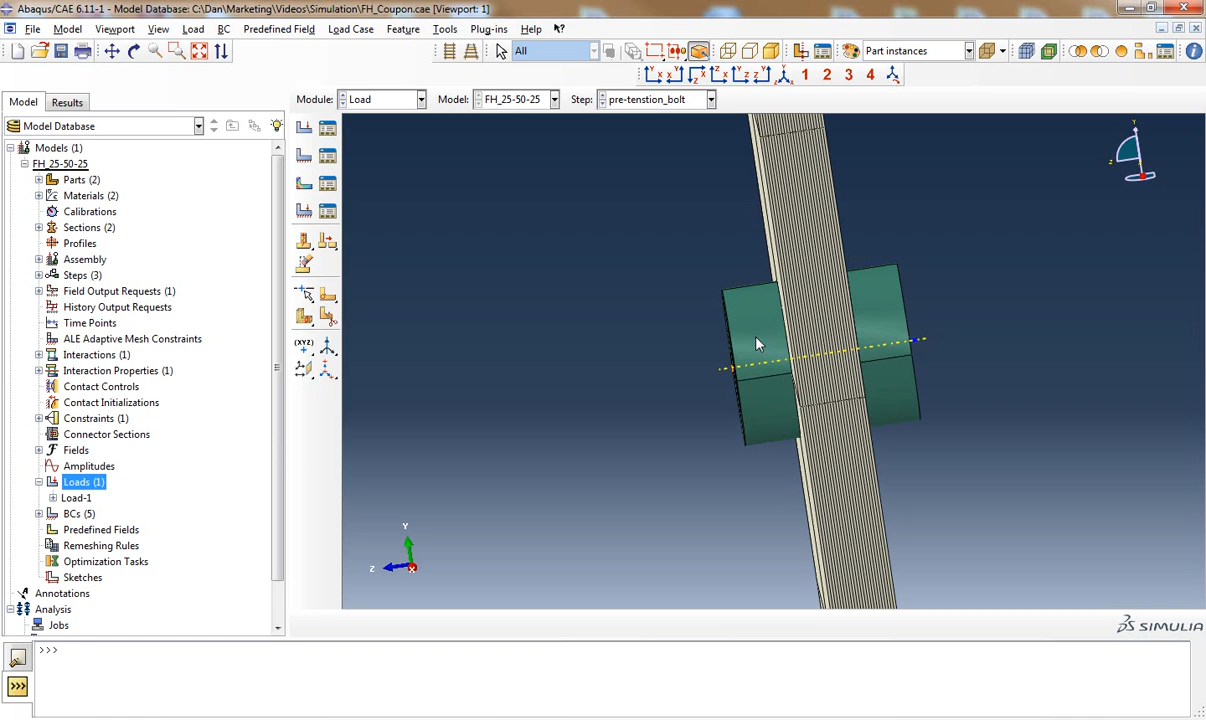 Abaqus/CAE 6.11-1 - Model Database: C:\Dan\Marketing\Videos\Simulation\FH_Coupon.cae [Viewport: 1]
File Model Viewport View Load BC Predefined Field Load Case Feature Tools Plug-ins Help
All Part instances
1 2 3 4
Model Results Module: Load Model: FH_25-50-25 Step: pre-tenstion_bolt
Model Database
Models (1)
FH_25-50-25
Parts (2)
Materials (2)
Calibrations
Sections (2)
Profiles
Assembly
Steps (3)
Field Output Requests (1)
History Output Requests
Time Points
ALE Adaptive Mesh Constraints
Interactions (1)
Interaction Properties (1)
Contact Controls
Contact Initializations
Constraints (1)
Connector Sections
Fields
Amplitudes
Loads (1)
Load-1
BCs (5)
Predefined Fields
Remeshing Rules
Optimization Tasks
Sketches
Annotations
Analysis
Jobs
(XYZ)
Y
Z
X
Y
Z
SIMULIA
>>>
>>>